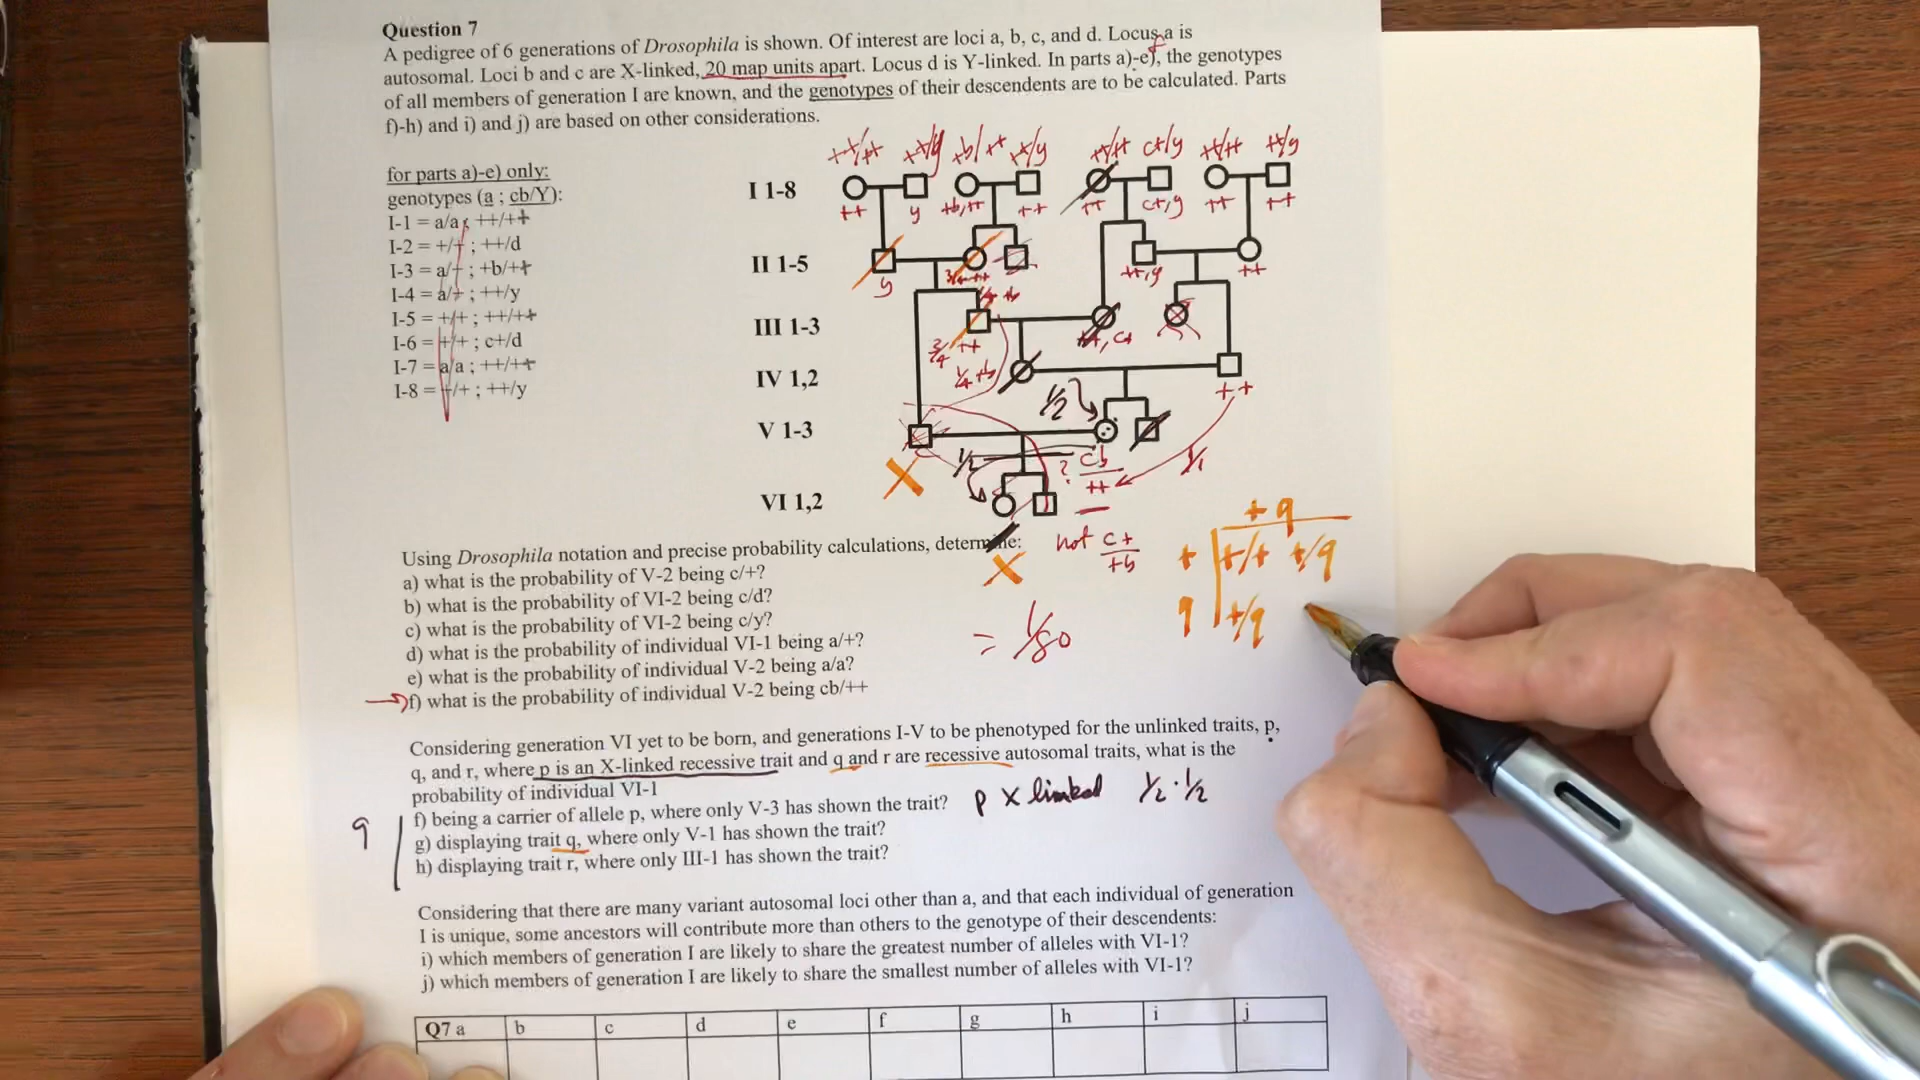 Question 7
A pedigree of 6 generations of Drosophila is shown. Of interest are loci a, b, c, and d. Locus a is
autosomal. Loci b and c are X-linked, 20 map units apart. Locus d is Y-linked. In parts a)-e), the genotypes
of all members of generation I are known, and the genotypes of their descendents are to be calculated. Parts
f)-h) and i) and j) are based on other considerations.
for parts a)-e) only:
genotypes (a ; cb/Y):
I-1 = a/a ; ++/++
I-2 = +/+ ; ++/d
I-3 = a/+ ; +b/++
I-4 = a/+ ; ++/y
I-5 = +/+ ; ++/++
I-6 = +/+ ; c+/d
I-7 = a/a ; ++/++
I-8 = +/+ ; ++/y
++/++ ++/y +b/++ ++/y ++/++ c+/y ++/++ ++/y
I 1-8
++ y +b,++ ++ ++ c+,y ++ ++
II 1-5
y ++,y ++
III 1-3
3/4 ++ ++, c+
1/4 +b
IV 1,2
++
1/2
V 1-3
1/2 ? cb/++ 1/1
X
VI 1,2
not c+/+b
X
= 1/80
+ q
+ +/+ +/q
q +/q
Using Drosophila notation and precise probability calculations, determine:
a) what is the probability of V-2 being c/+?
b) what is the probability of VI-2 being c/d?
c) what is the probability of VI-2 being c/y?
d) what is the probability of individual VI-1 being a/+?
e) what is the probability of individual V-2 being a/a?
f) what is the probability of individual V-2 being cb/++
Considering generation VI yet to be born, and generations I-V to be phenotyped for the unlinked traits, p,
q, and r, where p is an X-linked recessive trait and q and r are recessive autosomal traits, what is the
probability of individual VI-1
f) being a carrier of allele p, where only V-3 has shown the trait? p X linked 1/2 · 1/2
q
g) displaying trait q, where only V-1 has shown the trait?
h) displaying trait r, where only III-1 has shown the trait?
Considering that there are many variant autosomal loci other than a, and that each individual of generation
I is unique, some ancestors will contribute more than others to the genotype of their descendents:
i) which members of generation I are likely to share the greatest number of alleles with VI-1?
j) which members of generation I are likely to share the smallest number of alleles with VI-1?
Q7 a b c d e f g h i j